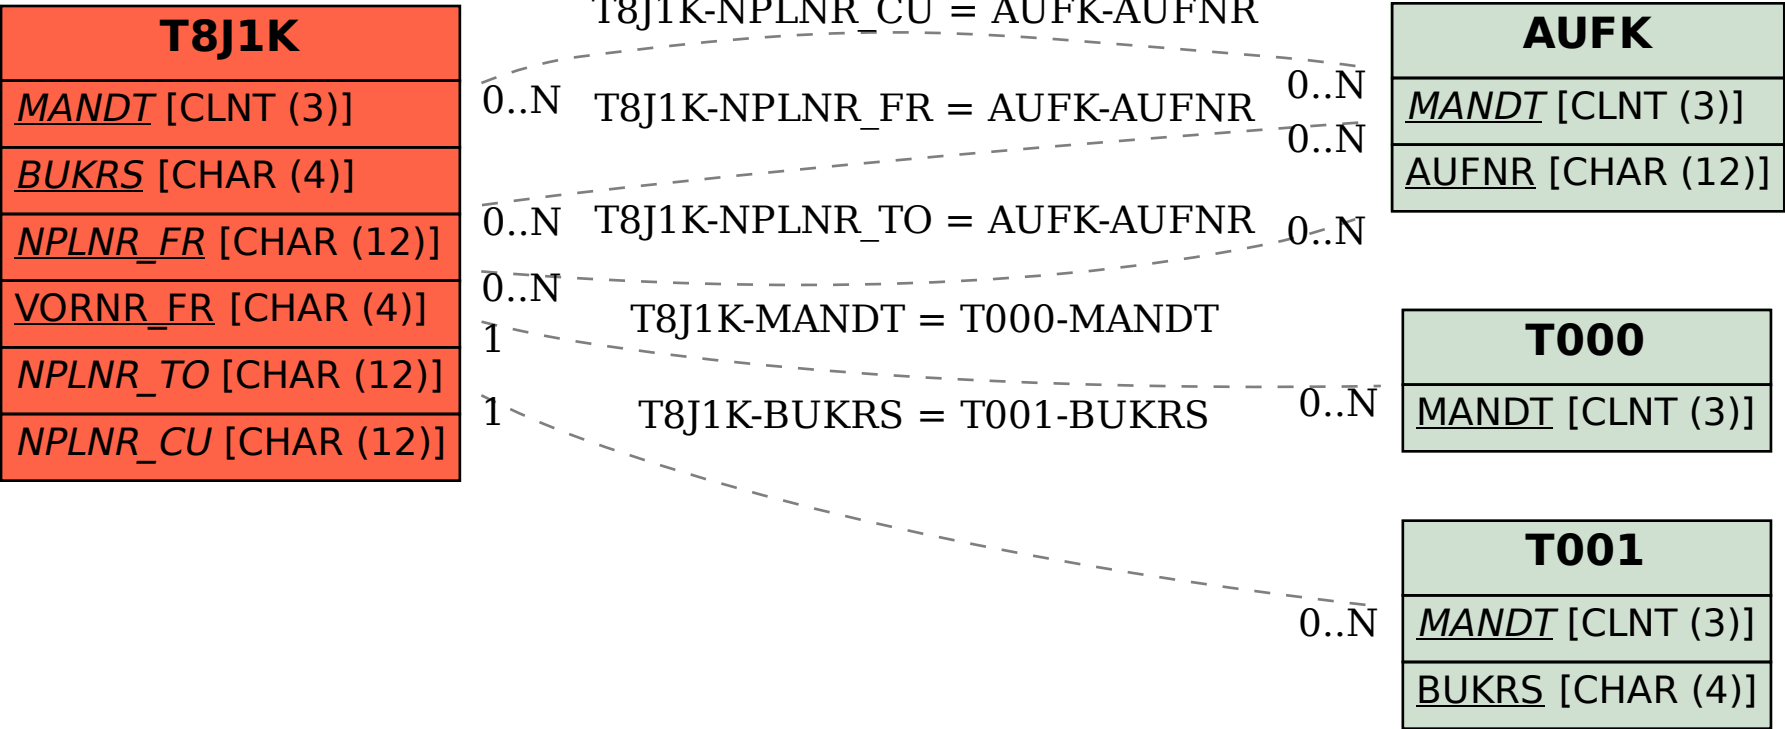 T8J1K
MANDT [CLNT (3)]
BUKRS [CHAR (4)]
NPLNR_FR [CHAR (12)]
VORNR_FR [CHAR (4)]
NPLNR_TO [CHAR (12)]
NPLNR_CU [CHAR (12)]
T8J1K-NPLNR_CU = AUFK-AUFNR
0..N
0..N
T8J1K-NPLNR_FR = AUFK-AUFNR
0..N
0..N
T8J1K-NPLNR_TO = AUFK-AUFNR
0..N
0..N
T8J1K-MANDT = T000-MANDT
1
0..N
T8J1K-BUKRS = T001-BUKRS
1
0..N
AUFK
MANDT [CLNT (3)]
AUFNR [CHAR (12)]
T000
MANDT [CLNT (3)]
T001
MANDT [CLNT (3)]
BUKRS [CHAR (4)]